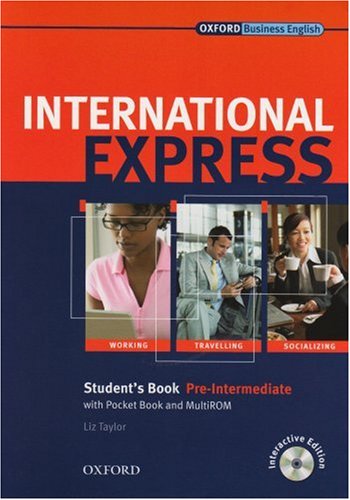 OXFORD Business English
INTERNATIONAL
EXPRESS
WORKING
TRAVELLING
SOCIALIZING
Student's Book Pre-Intermediate
with Pocket Book and MultiROM
Liz Taylor
Interactive Edition
OXFORD